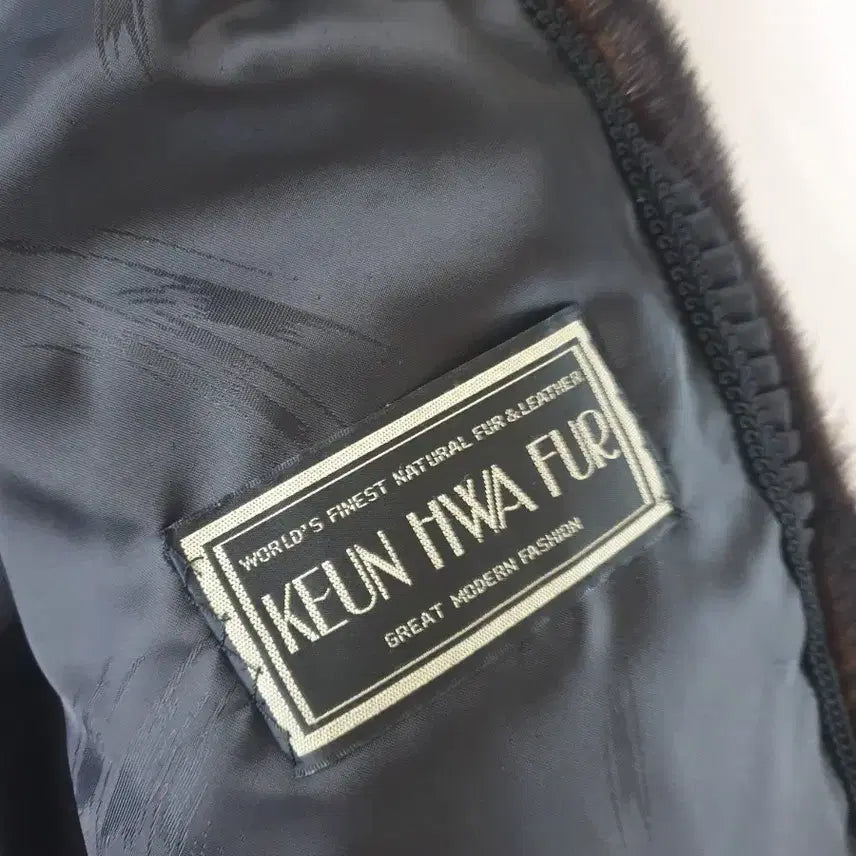 WORLD'S FINEST NATURAL FUR & LEATHER
KEUN HWA FUR
GREAT MODERN FASHION